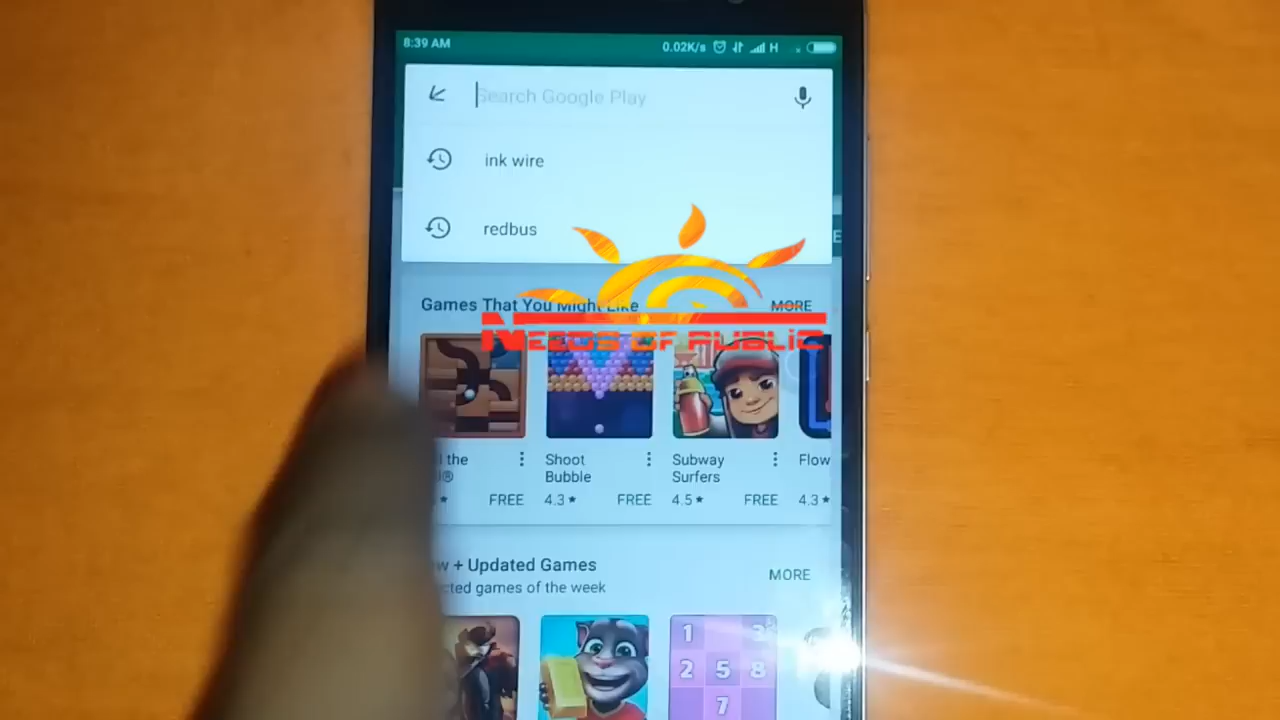 8:39 AM
0.02K/s
H
Search Google Play
ink wire
redbus
Games That You Might Like
MORE
NEEDS OF PUBLIC
the
Shoot
Bubble
Subway
Surfers
Flow
®
FREE
4.3★
FREE
4.5★
FREE
4.3★
+ Updated Games
games of the week
MORE
1
3
2 5 8
7